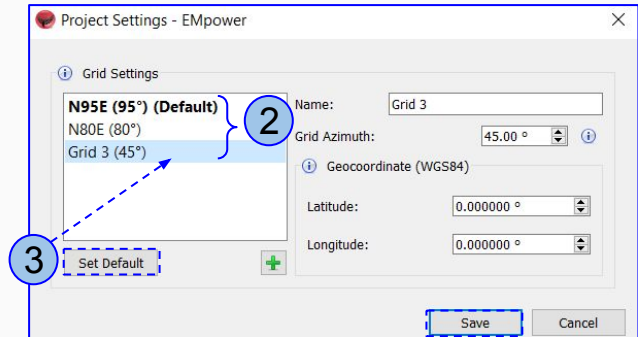 Project Settings - EMpower
Grid Settings
N95E (95°) (Default)
N80E (80°)
Grid 3 (45°)
2
3
Set Default
Name: Grid 3
Grid Azimuth: 45.00 °
Geocoordinate (WGS84)
Latitude: 0.000000 °
Longitude: 0.000000 °
Save Cancel